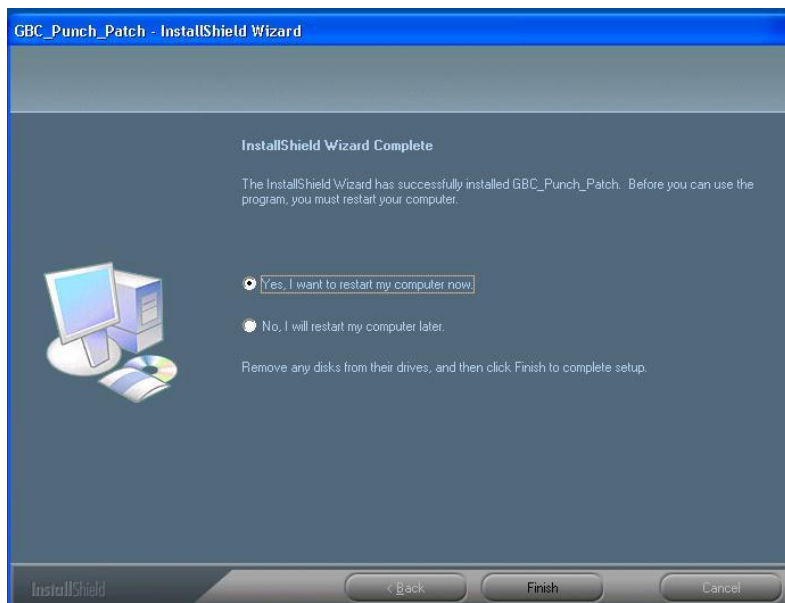 GBC_Punch_Patch - InstallShield Wizard
InstallShield Wizard Complete
The InstallShield Wizard has successfully installed GBC_Punch_Patch. Before you can use the
program, you must restart your computer.
Yes, I want to restart my computer now.
No, I will restart my computer later.
Remove any disks from their drives, and then click Finish to complete setup.
InstallShield
< Back
Finish
Cancel